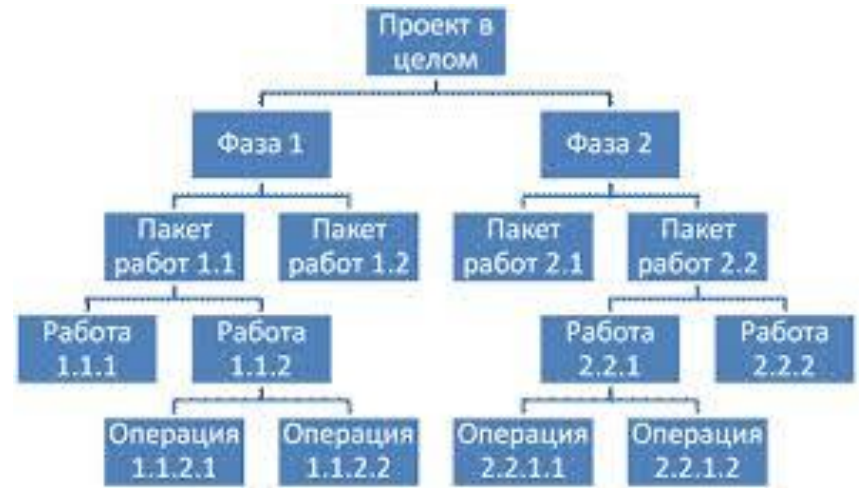 Проект в
целом
Фаза 1
Фаза 2
Пакет
работ 1.1
Пакет
работ 1.2
Пакет
работ 2.1
Пакет
работ 2.2
Работа
1.1.1
Работа
1.1.2
Работа
2.2.1
Работа
2.2.2
Операция
1.1.2.1
Операция
1.1.2.2
Операция
2.2.1.1
Операция
2.2.1.2